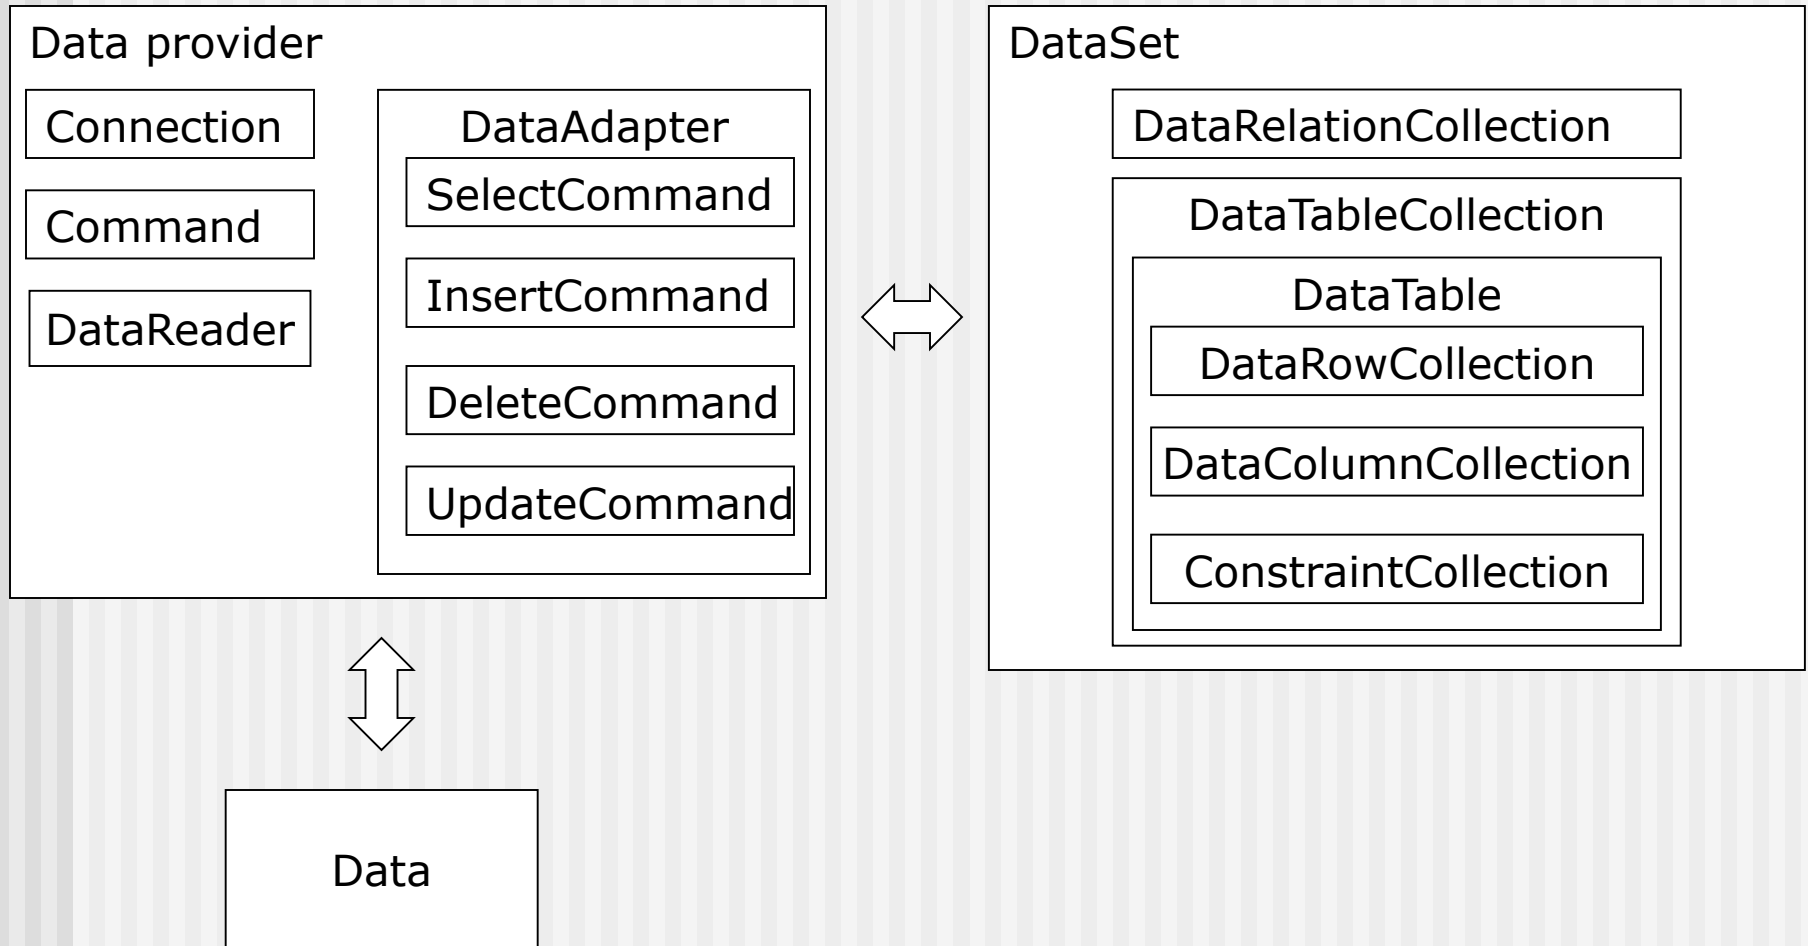 Data provider
Connection
Command
DataReader
DataAdapter
SelectCommand
InsertCommand
DeleteCommand
UpdateCommand
DataSet
DataRelationCollection
DataTableCollection
DataTable
DataRowCollection
DataColumnCollection
ConstraintCollection
Data